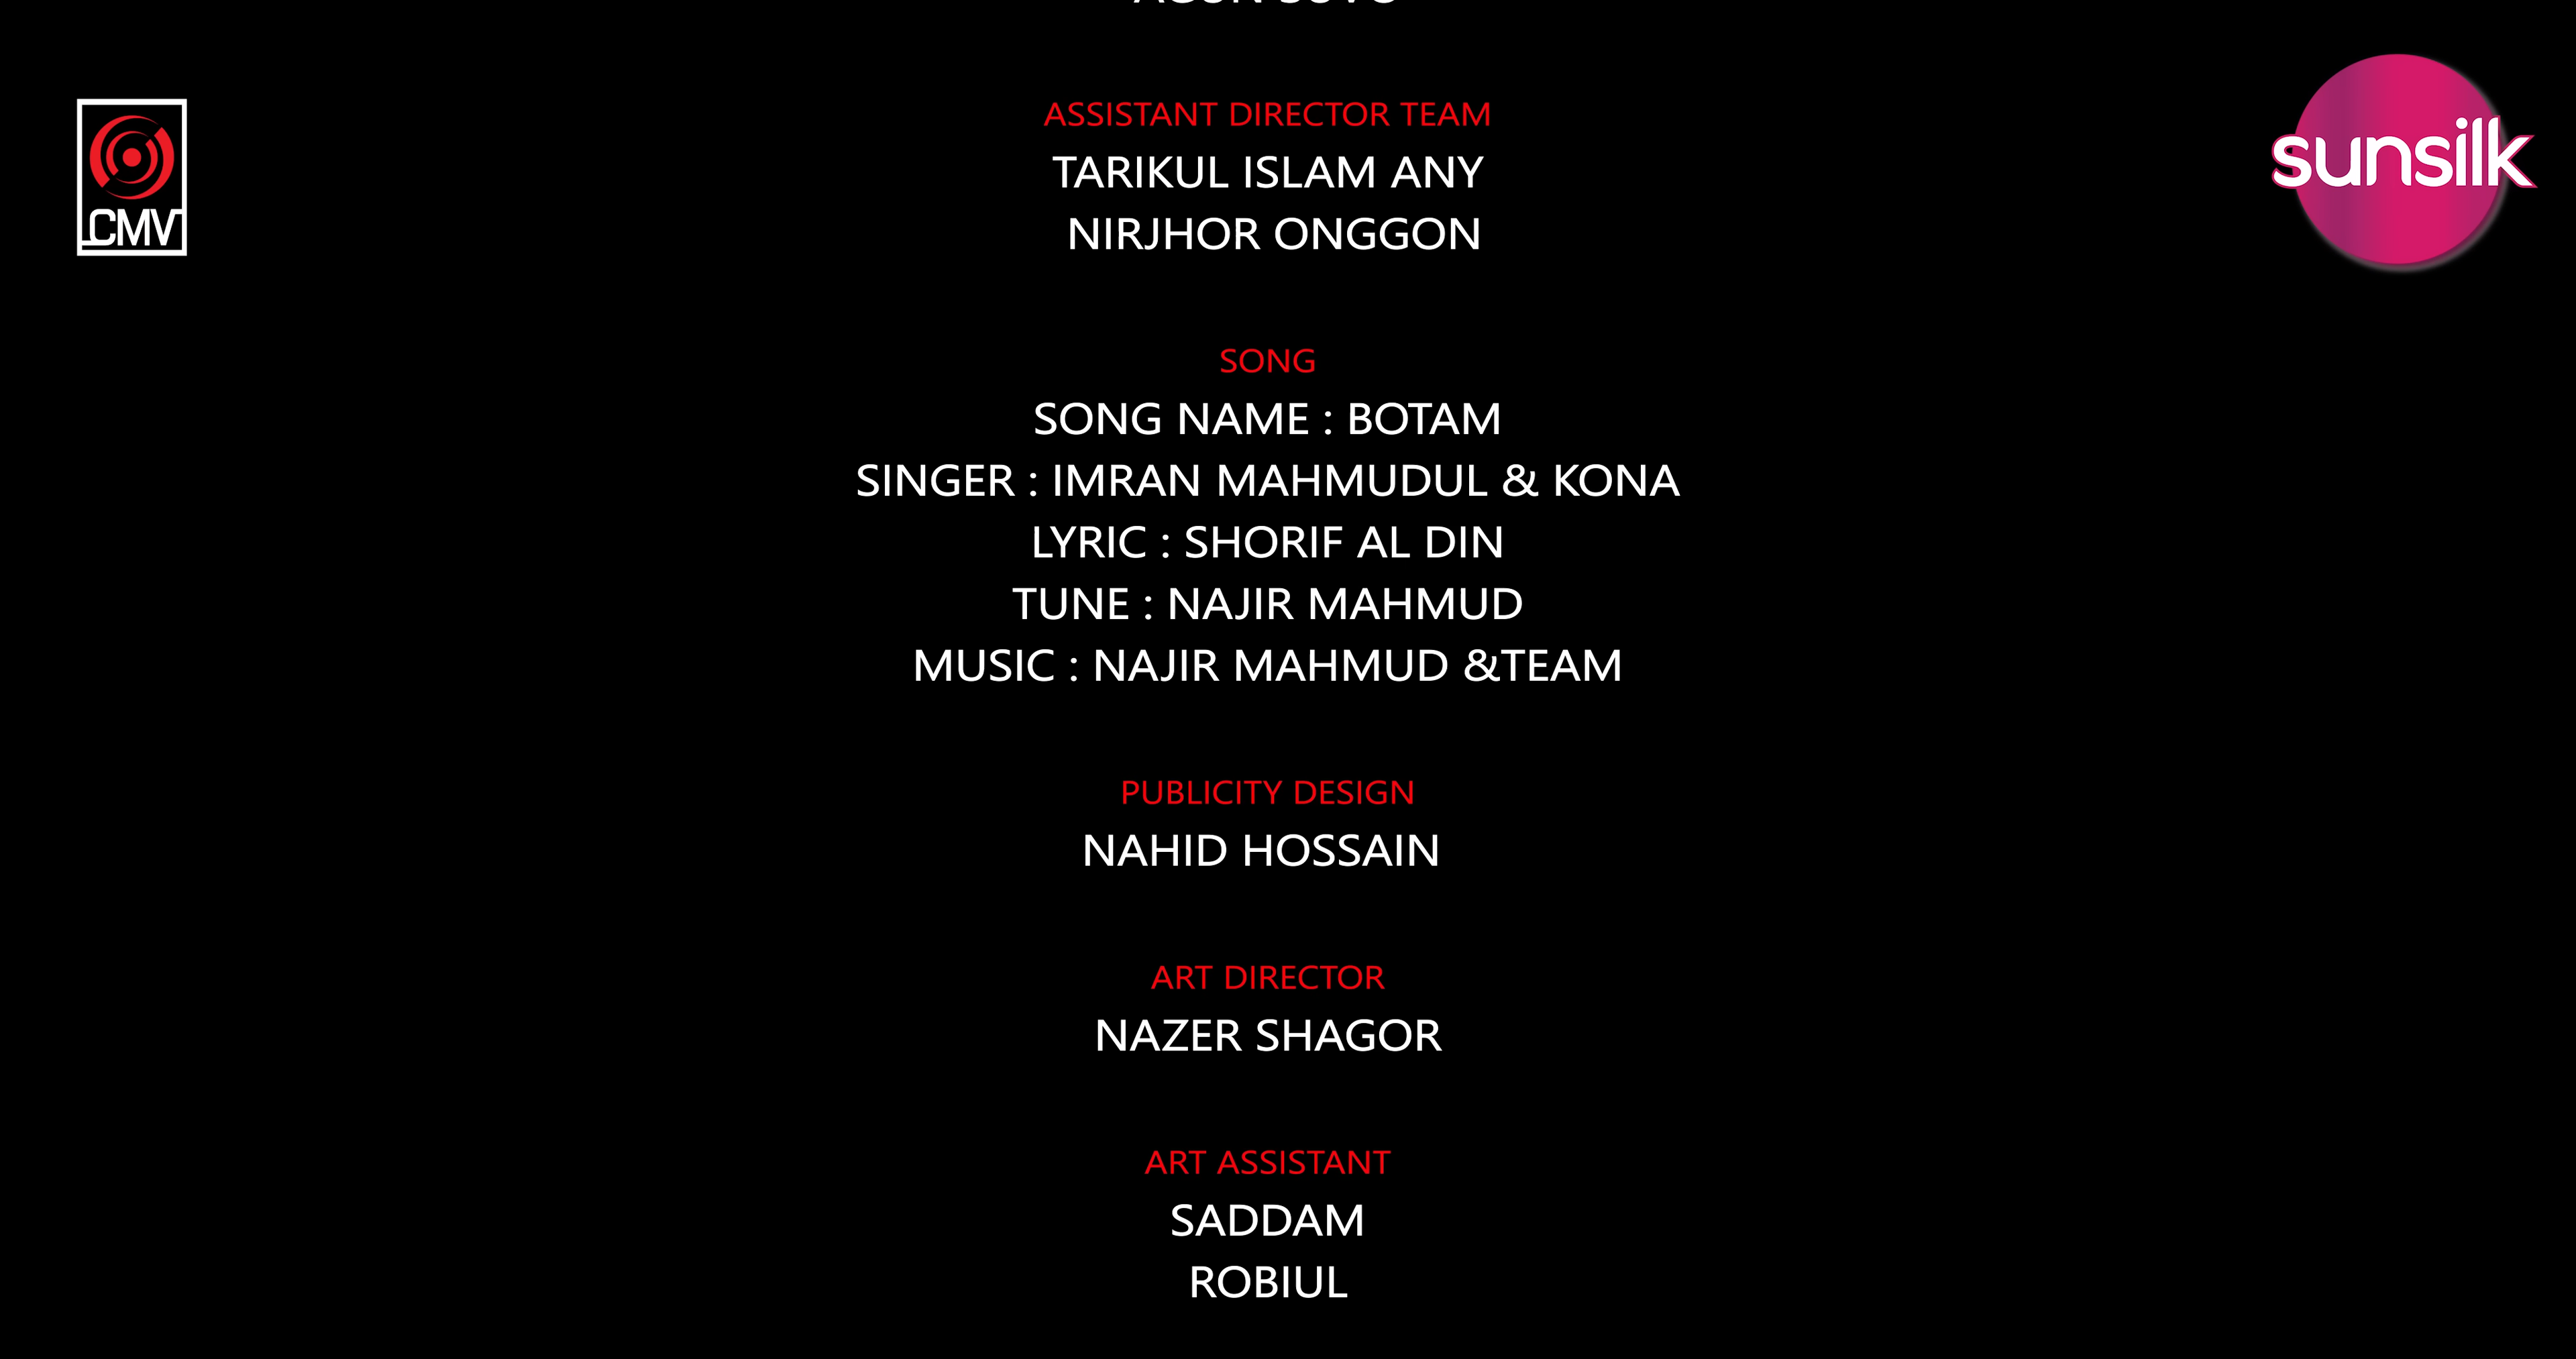 ASSISTANT DIRECTOR TEAM
TARIKUL ISLAM ANY
NIRJHOR ONGGON
CMV
sunsilk
SONG
SONG NAME : BOTAM
SINGER : IMRAN MAHMUDUL & KONA
LYRIC : SHORIF AL DIN
TUNE : NAJIR MAHMUD
MUSIC : NAJIR MAHMUD &TEAM
PUBLICITY DESIGN
NAHID HOSSAIN
ART DIRECTOR
NAZER SHAGOR
ART ASSISTANT
SADDAM
ROBIUL